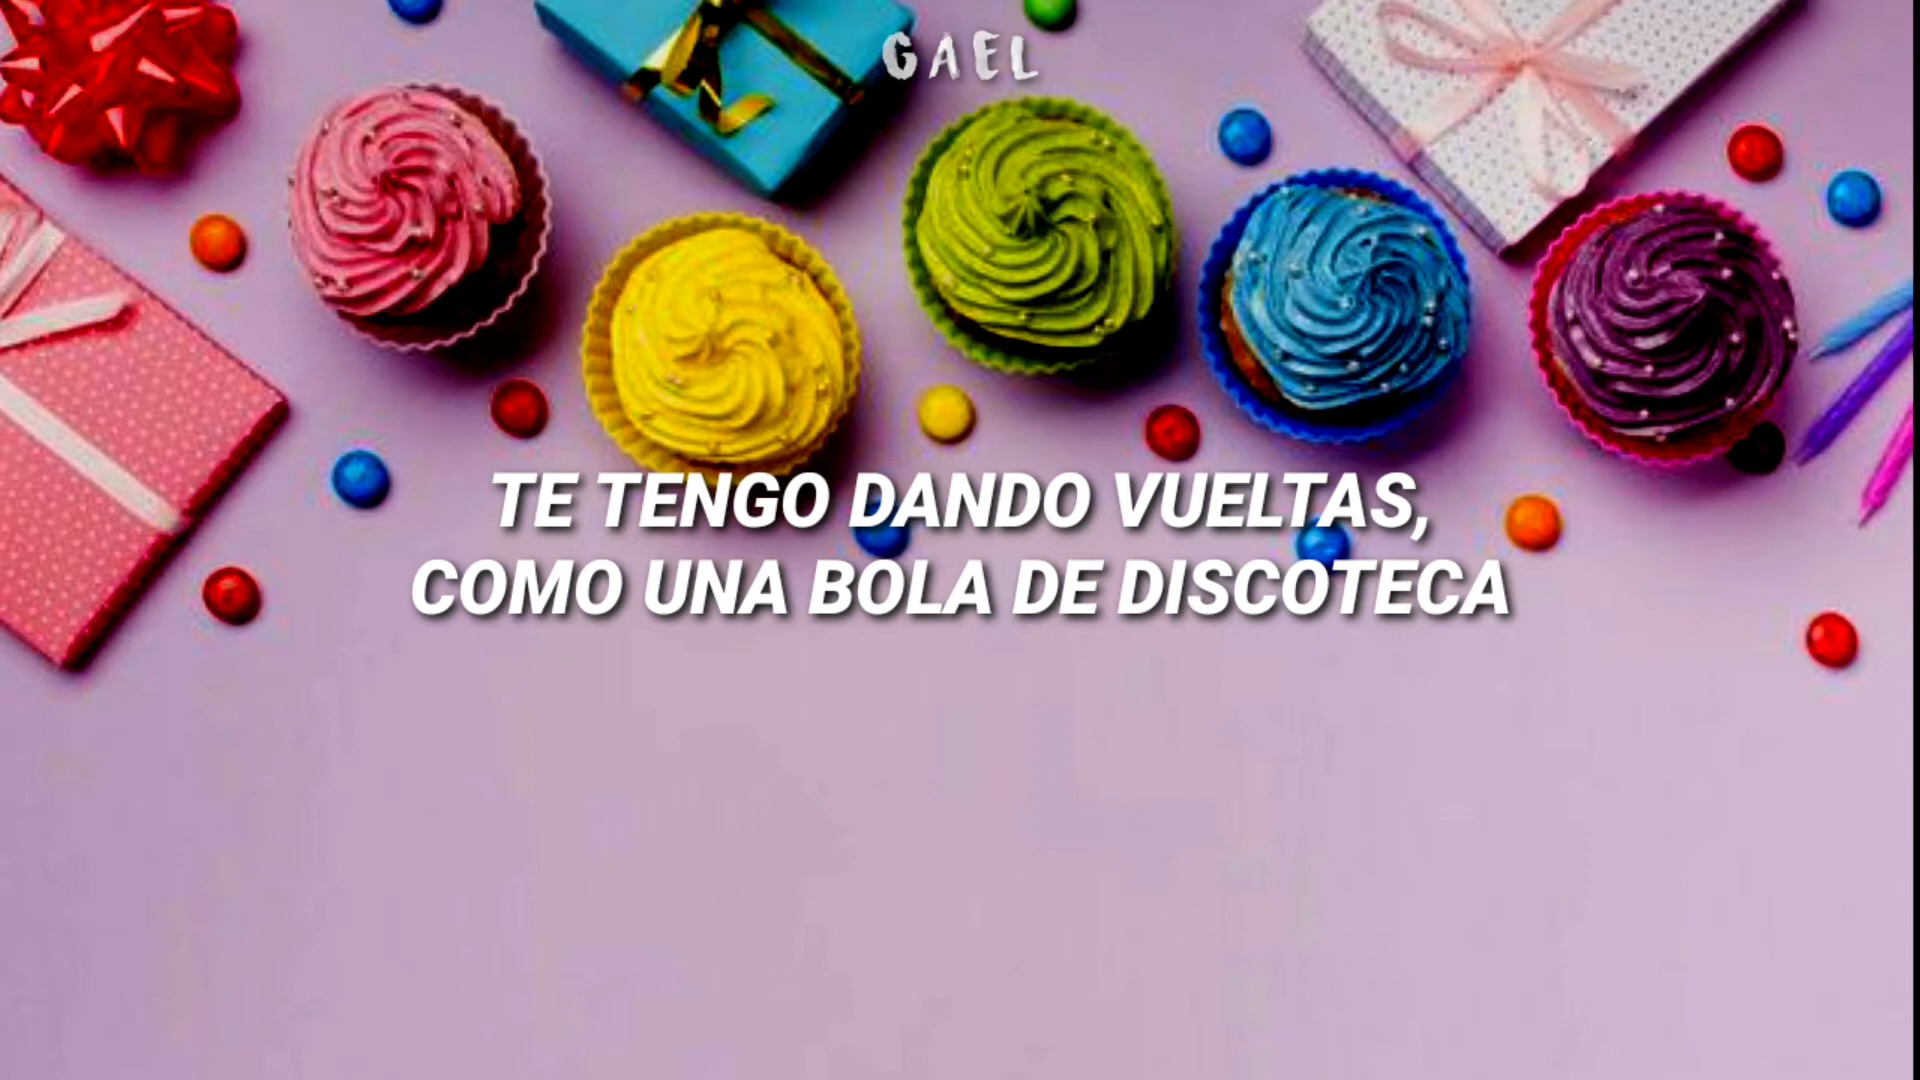 GAEL
TE TENGO DANDO VUELTAS,
COMO UNA BOLA DE DISCOTECA